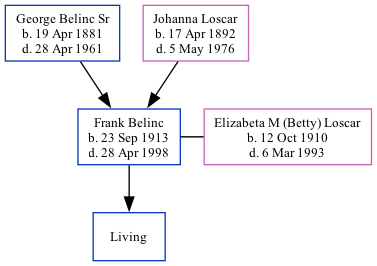 George Belinc Sr
b. 19 Apr 1881
d. 28 Apr 1961
Johanna Loscar
b. 17 Apr 1892
d. 5 May 1976
Frank Belinc
b. 23 Sep 1913
d. 28 Apr 1998
Elizabeta M (Betty) Loscar
b. 12 Oct 1910
d. 6 Mar 1993
Living